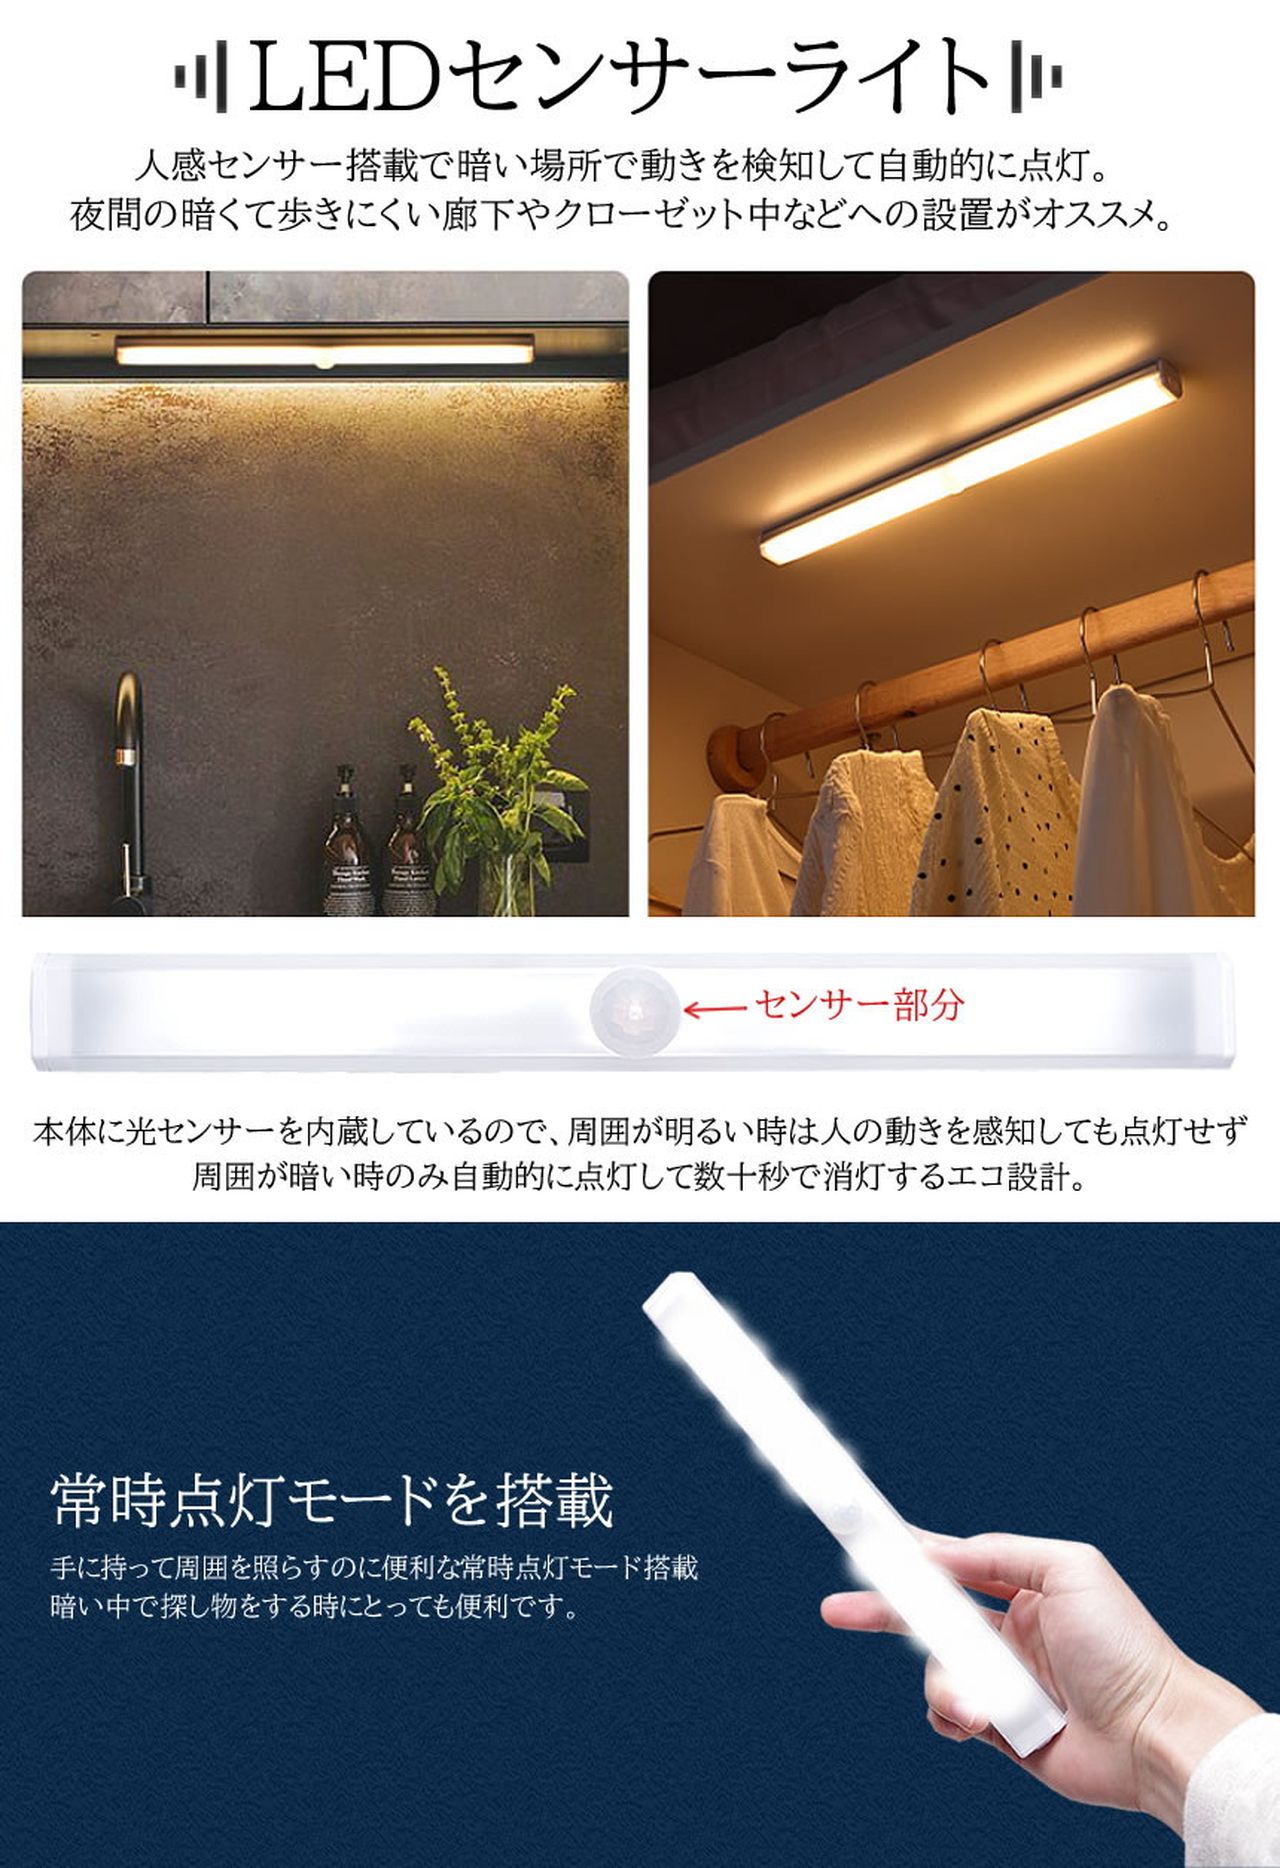 LEDセンサーライト
人感センサー搭載で暗い場所で動きを検知して自動的に点灯。
夜間の暗くて歩きにくい廊下やクローゼット中などへの設置がオススメ。
センサー部分
本体に光センサーを内蔵しているので、周囲が明るい時は人の動きを感知しても点灯せず
周囲が暗い時のみ自動的に点灯して数十秒で消灯するエコ設計。
常時点灯モードを搭載
手に持って周囲を照らすのに便利な常時点灯モード搭載
暗い中で探し物をする時にとっても便利です。